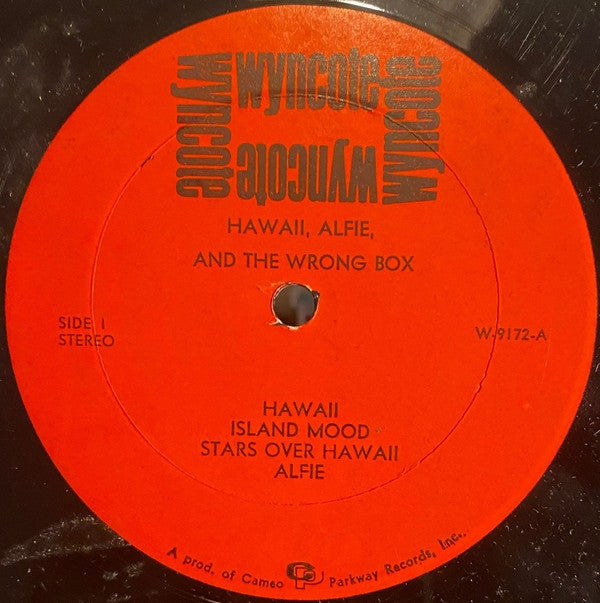 wyncote
wyncote
wyncote
wyncote
HAWAII, ALFIE,
AND THE WRONG BOX
SIDE 1
STEREO
W-9172-A
HAWAII
ISLAND MOOD
STARS OVER HAWAII
ALFIE
A prod. of Cameo CP Parkway Records, Inc.